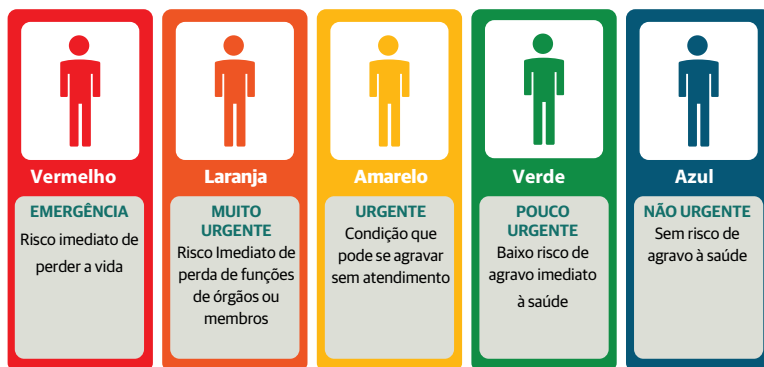 Vermelho
EMERGÊNCIA
Risco imediato de
perder a vida
Laranja
MUITO
URGENTE
Risco Imediato de
perda de funções
de órgãos ou
membros
Amarelo
URGENTE
Condição que
pode se agravar
sem atendimento
Verde
POUCO
URGENTE
Baixo risco de
agravo imediato
à saúde
Azul
NÃO URGENTE
Sem risco de
agravo à saúde